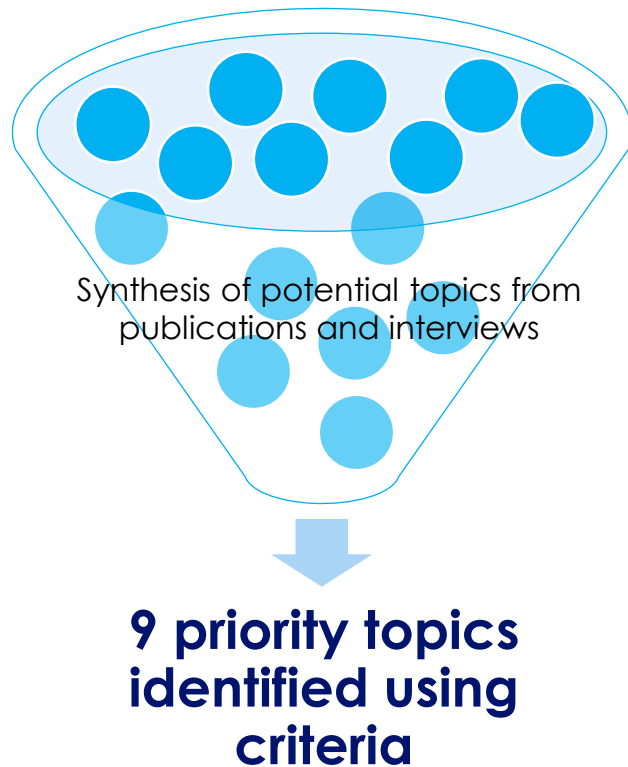 Synthesis of potential topics from
publications and interviews
9 priority topics
identified using
criteria